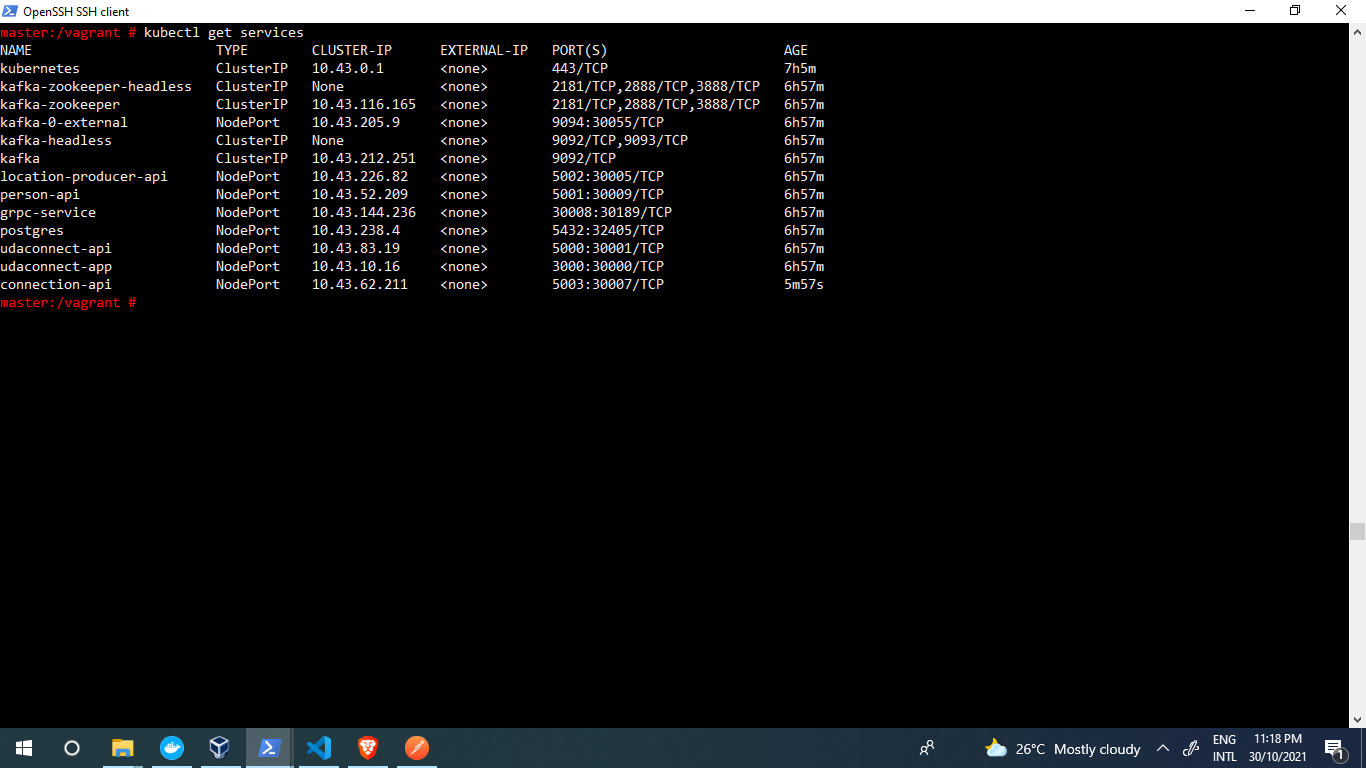 OpenSSH SSH client
master:/vagrant # kubectl get services
NAME TYPE CLUSTER-IP EXTERNAL-IP PORT(S) AGE
kubernetes ClusterIP 10.43.0.1 <none> 443/TCP 7h5m
kafka-zookeeper-headless ClusterIP None <none> 2181/TCP,2888/TCP,3888/TCP 6h57m
kafka-zookeeper ClusterIP 10.43.116.165 <none> 2181/TCP,2888/TCP,3888/TCP 6h57m
kafka-0-external NodePort 10.43.205.9 <none> 9094:30055/TCP 6h57m
kafka-headless ClusterIP None <none> 9092/TCP,9093/TCP 6h57m
kafka ClusterIP 10.43.212.251 <none> 9092/TCP 6h57m
location-producer-api NodePort 10.43.226.82 <none> 5002:30005/TCP 6h57m
person-api NodePort 10.43.52.209 <none> 5001:30009/TCP 6h57m
grpc-service NodePort 10.43.144.236 <none> 30008:30189/TCP 6h57m
postgres NodePort 10.43.238.4 <none> 5432:32405/TCP 6h57m
udaconnect-api NodePort 10.43.83.19 <none> 5000:30001/TCP 6h57m
udaconnect-app NodePort 10.43.10.16 <none> 3000:30000/TCP 6h57m
connection-api NodePort 10.43.62.211 <none> 5003:30007/TCP 5m57s
master:/vagrant #
26°C Mostly cloudy
ENG
INTL
11:18 PM
30/10/2021
1